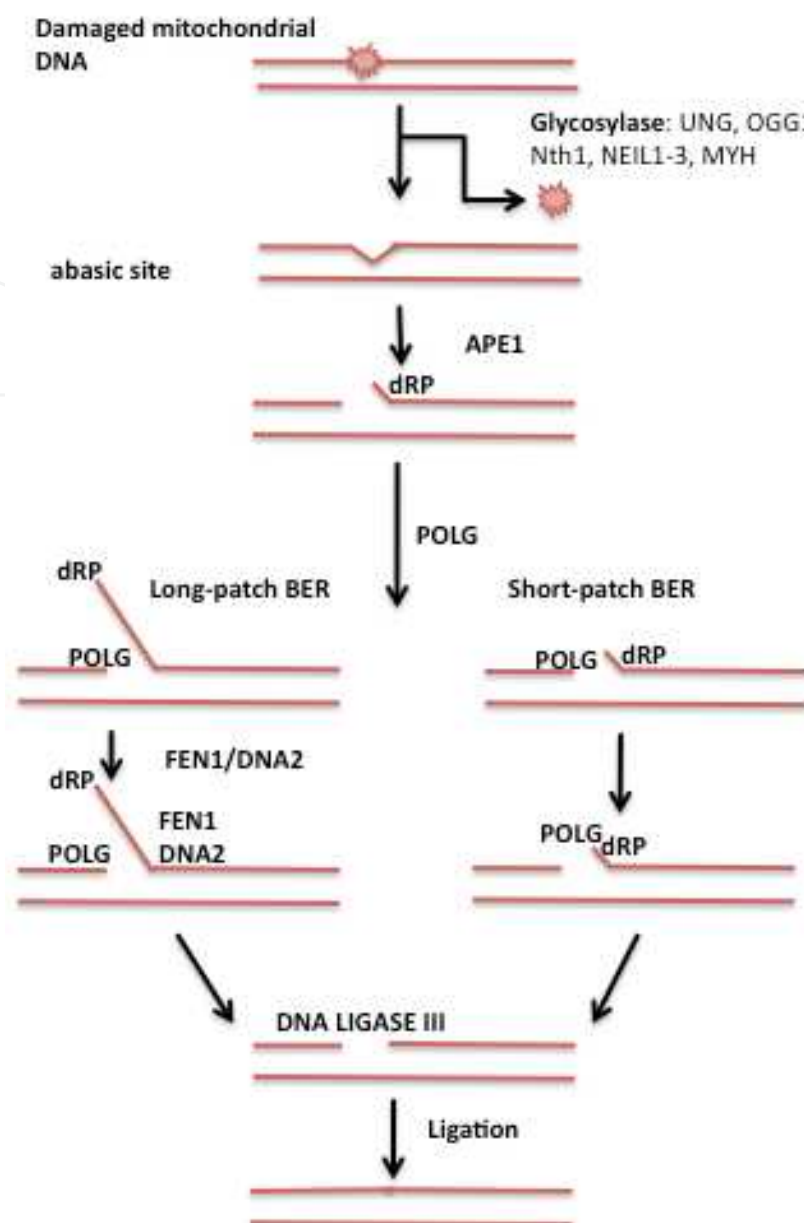 Damaged mitochondrial
DNA
Glycosylase: UNG, OGG1
Nth1, NEIL1-3, MYH
abasic site
APE1
dRP
POLG
dRP
Long-patch BER
Short-patch BER
POLG
POLG
dRP
FEN1/DNA2
dRP
FEN1
POLG
DNA2
POLG
dRP
DNA LIGASE III
Ligation